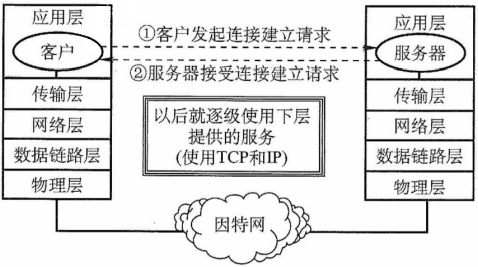 应用层
客户
传输层
网络层
数据链路层
物理层
①客户发起连接建立请求
②服务器接受连接建立请求
以后就逐级使用下层
提供的服务
(使用TCP和IP)
因特网
应用层
服务器
传输层
网络层
数据链路层
物理层